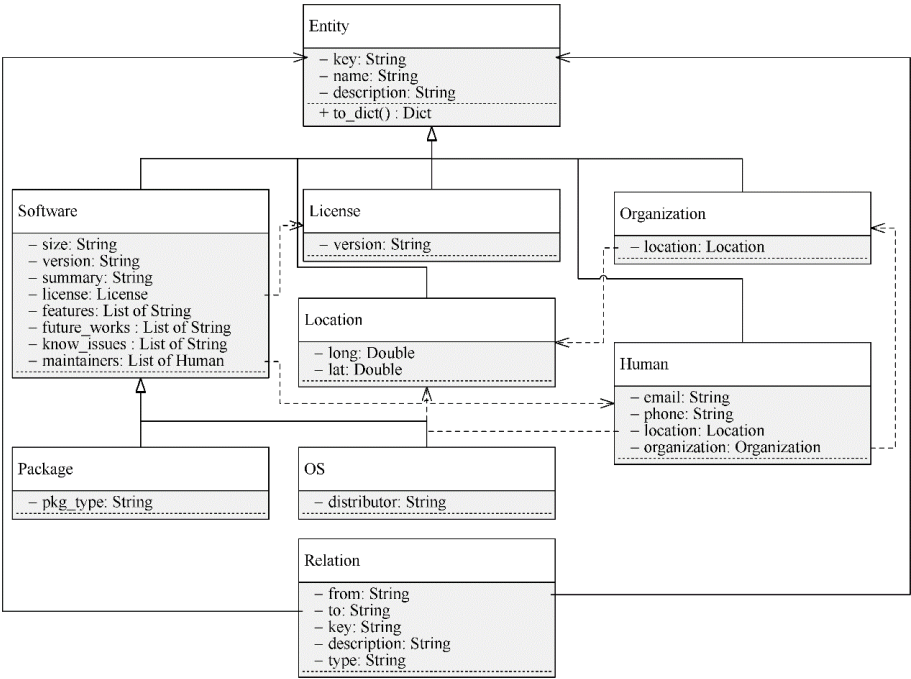 Entity
– key: String
– name: String
– description: String
+ to_dict() : Dict
Software
– size: String
– version: String
– summary: String
– license: License
– features: List of String
– future_works : List of String
– know_issues : List of String
– maintainers: List of Human
License
– version: String
Organization
– location: Location
Location
– long: Double
– lat: Double
Human
– email: String
– phone: String
– location: Location
– organization: Organization
Package
– pkg_type: String
OS
– distributor: String
Relation
– from: String
– to: String
– key: String
– description: String
– type: String